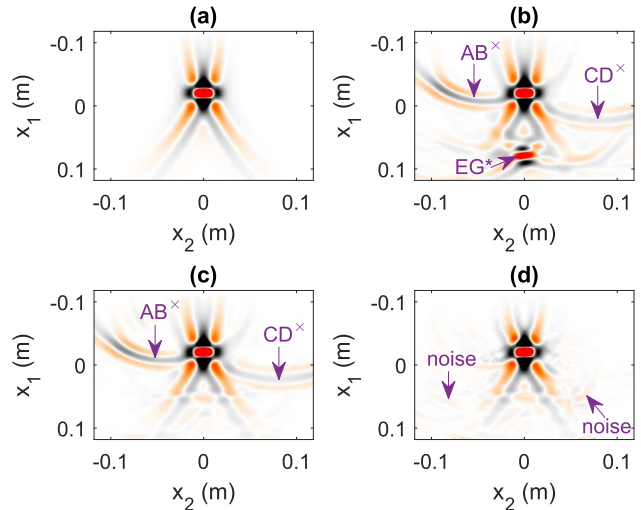 (a)
-0.1
0
0.1
x₁ (m)
-0.1 0 0.1
x₂ (m)
(b)
-0.1
0
0.1
x₁ (m)
AB×
CD×
EG*
-0.1 0 0.1
x₂ (m)
(c)
-0.1
0
0.1
x₁ (m)
AB×
CD×
-0.1 0 0.1
x₂ (m)
(d)
-0.1
0
0.1
x₁ (m)
noise
noise
-0.1 0 0.1
x₂ (m)